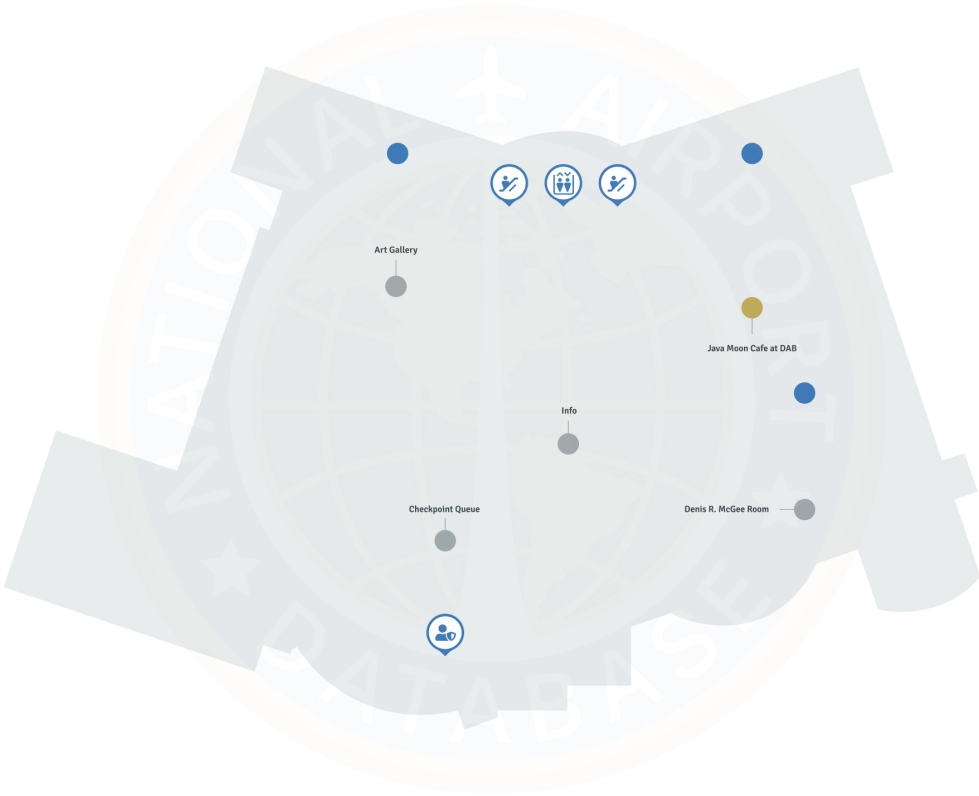 NATIONAL AIRPORT
Art Gallery
Java Moon Cafe at DAB
Info
Checkpoint Queue
Denis R. McGee Room
DATABASE